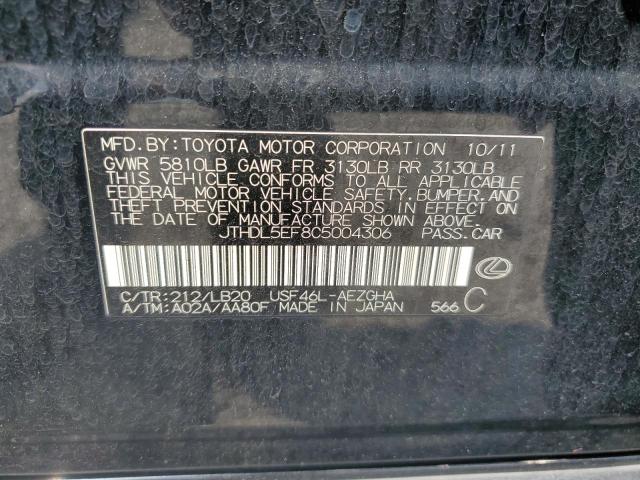 MFD.BY:TOYOTA MOTOR CORPORATION 10/11
GVWR 5810LB GAWR FR 3130LB RR 3130LB
THIS VEHICLE CONFORMS TO ALL APPLICABLE
FEDERAL MOTOR VEHICLE SAFETY,BUMPER,AND
THEFT PREVENTION STANDARDS IN EFFECT ON
THE DATE OF MANUFACTURE SHOWN ABOVE.
JTHDL5EF8C5004306 PASS.CAR
C/TR:212/LB20 USF46L-AEZGHA
A/TM:A02A/AA80F MADE IN JAPAN 566 C